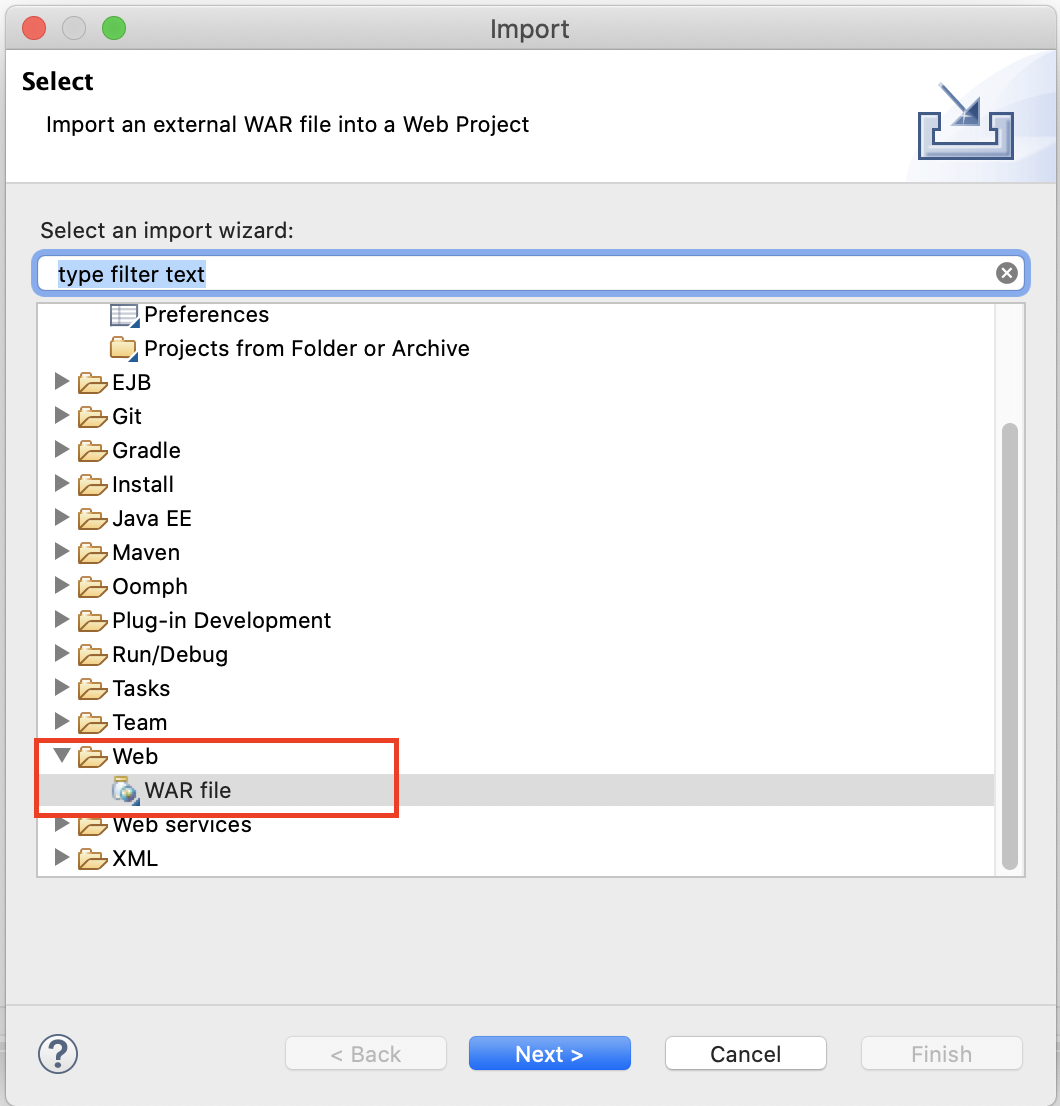 Import
Select
Import an external WAR file into a Web Project
Select an import wizard:
type filter text
Preferences
Projects from Folder or Archive
EJB
Git
Gradle
Install
Java EE
Maven
Oomph
Plug-in Development
Run/Debug
Tasks
Team
Web
WAR file
Web services
XML
?
< Back
Next >
Cancel
Finish